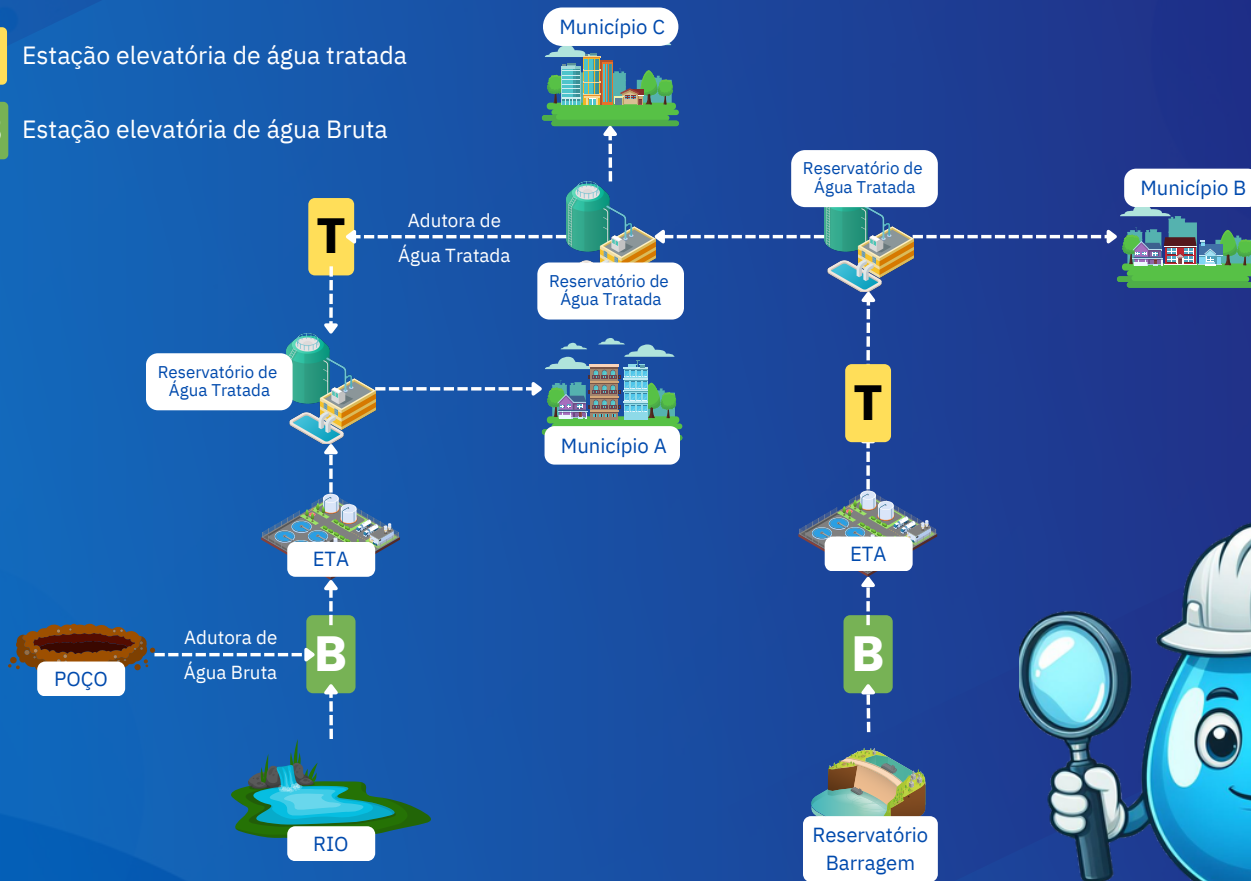 T
Estação elevatória de água tratada
Estação elevatória de água Bruta
Município C
Reservatório de
Água Tratada
Município B
T
Adutora de
Água Tratada
Reservatório de
Água Tratada
Reservatório de
Água Tratada
Município A
T
ETA
ETA
POÇO
Adutora de
Água Bruta
B
B
RIO
Reservatório
Barragem